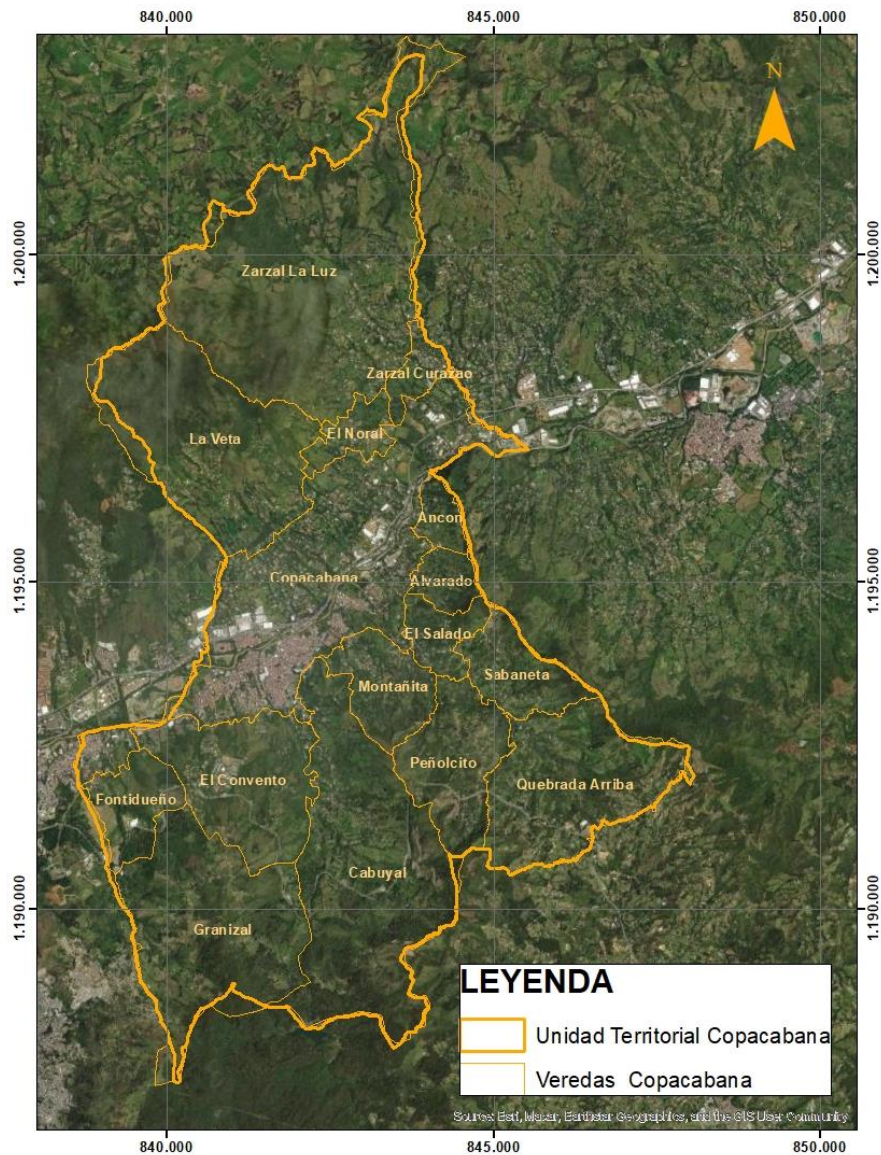 840.000
845.000
850.000
N
1.200.000
1.200.000
Zarzal La Luz
Zarzal Curazao
El Noral
La Veta
Ancon
1.195.000
Copacabana
Alvarado
1.195.000
El Salado
Sabaneta
Montañita
Peñolcito
El Convento
Quebrada Arriba
Fontidueño
Cabuyal
1.190.000
Granizal
1.190.000
LEYENDA
Unidad Territorial Copacabana
Veredas Copacabana
Source: Esri, Maxar, Earthstar Geographics, and the GIS User Community
840.000
845.000
850.000